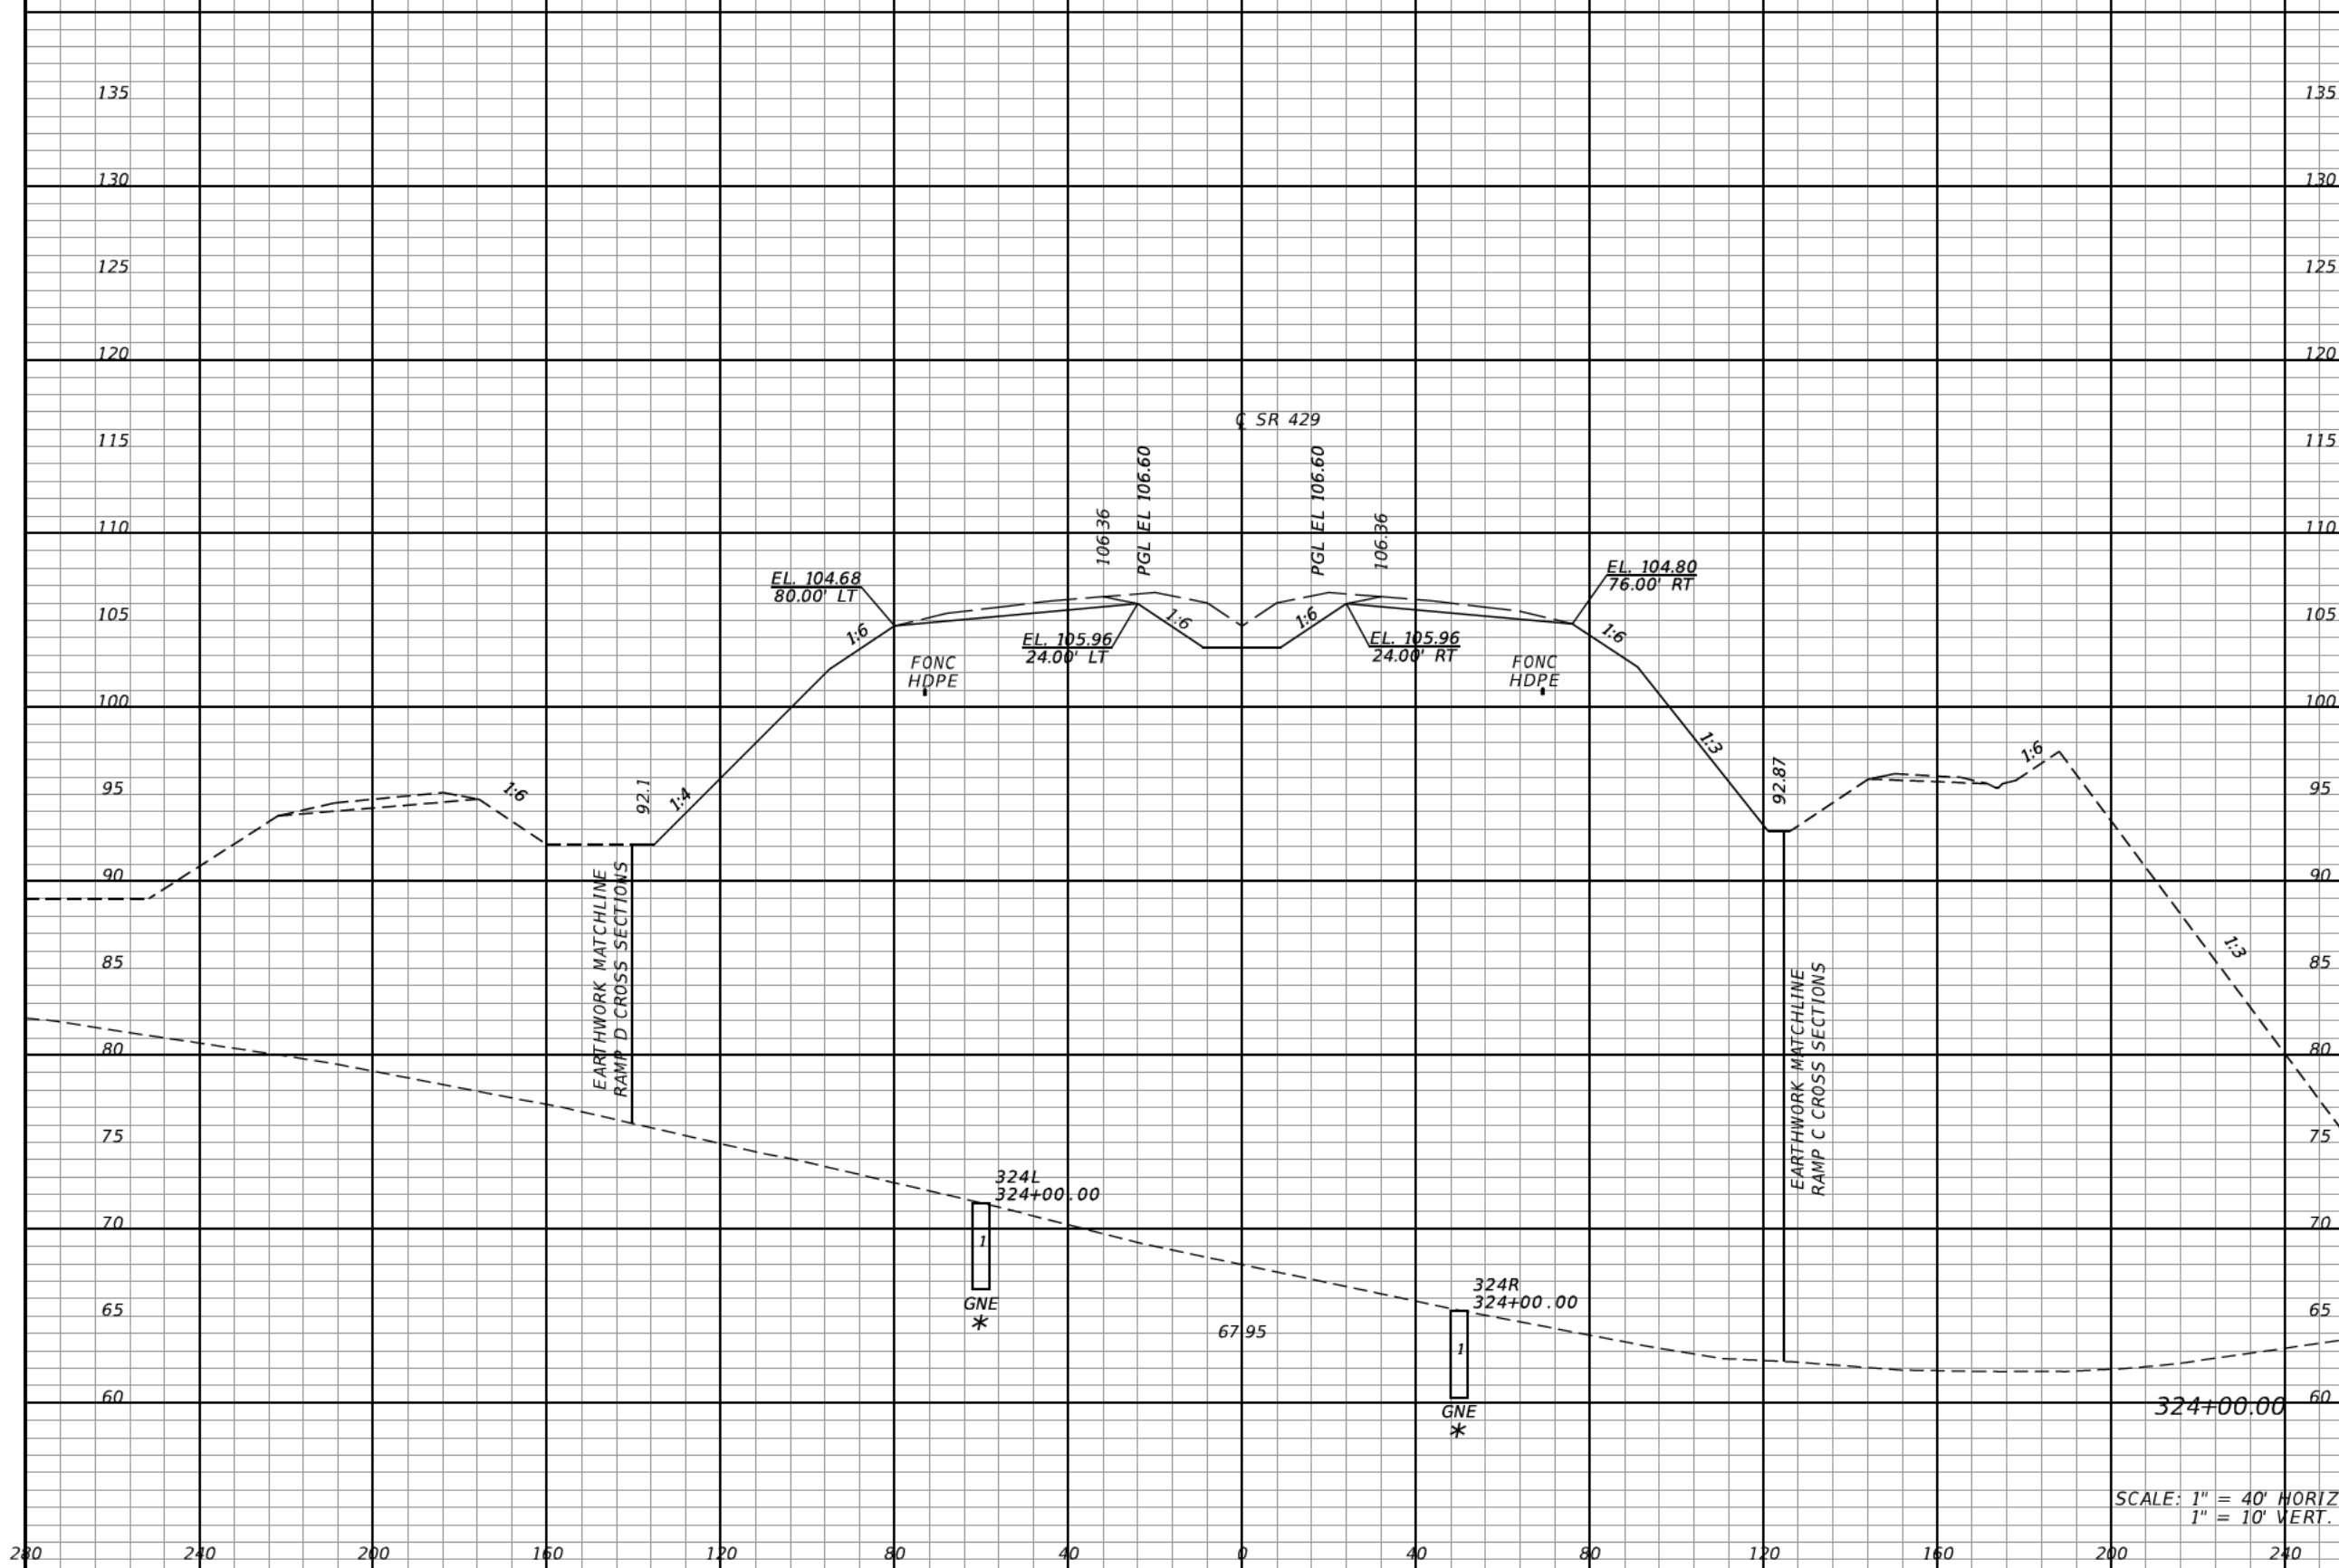 135 135
130 130
125 125
120 120
℄ SR 429
115 115
106.36
PGL EL 106.60
PGL EL 106.60
106.36
110 110
EL. 104.68
80.00' LT
EL. 104.80
76.00' RT
105 105
1:6
1:6
1:6
1:6
EL. 105.96
24.00' LT
EL. 105.96
24.00' RT
FONC
HDPE
FONC
HDPE
100 100
1:3
1:6
92.87
92.1
1:4
1:6
95 95
90 90
EARTHWORK MATCHLINE
RAMP D CROSS SECTIONS
1:3
85 85
EARTHWORK MATCHLINE
RAMP C CROSS SECTIONS
80 80
75 75
324L
324+00.00
1
70 70
GNE
*
324R
324+00.00
65 65
67.95
1
GNE
*
60 60
324+00.00
SCALE: 1" = 40' HORIZ
1" = 10' VERT.
280 240 200 160 120 80 40 0 40 80 120 160 200 240